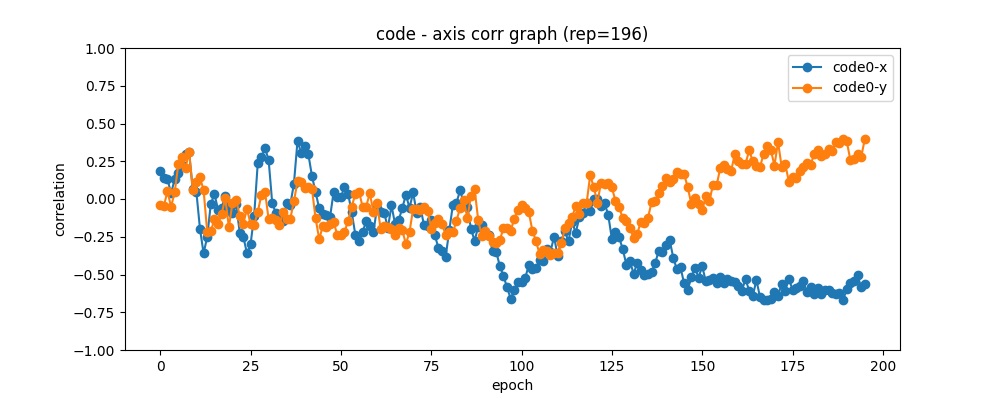 code - axis corr graph (rep=196)
1.00
0.75
0.50
0.25
0.00
−0.25
−0.50
−0.75
−1.00
correlation
code0-x
code0-y
0 25 50 75 100 125 150 175 200
epoch